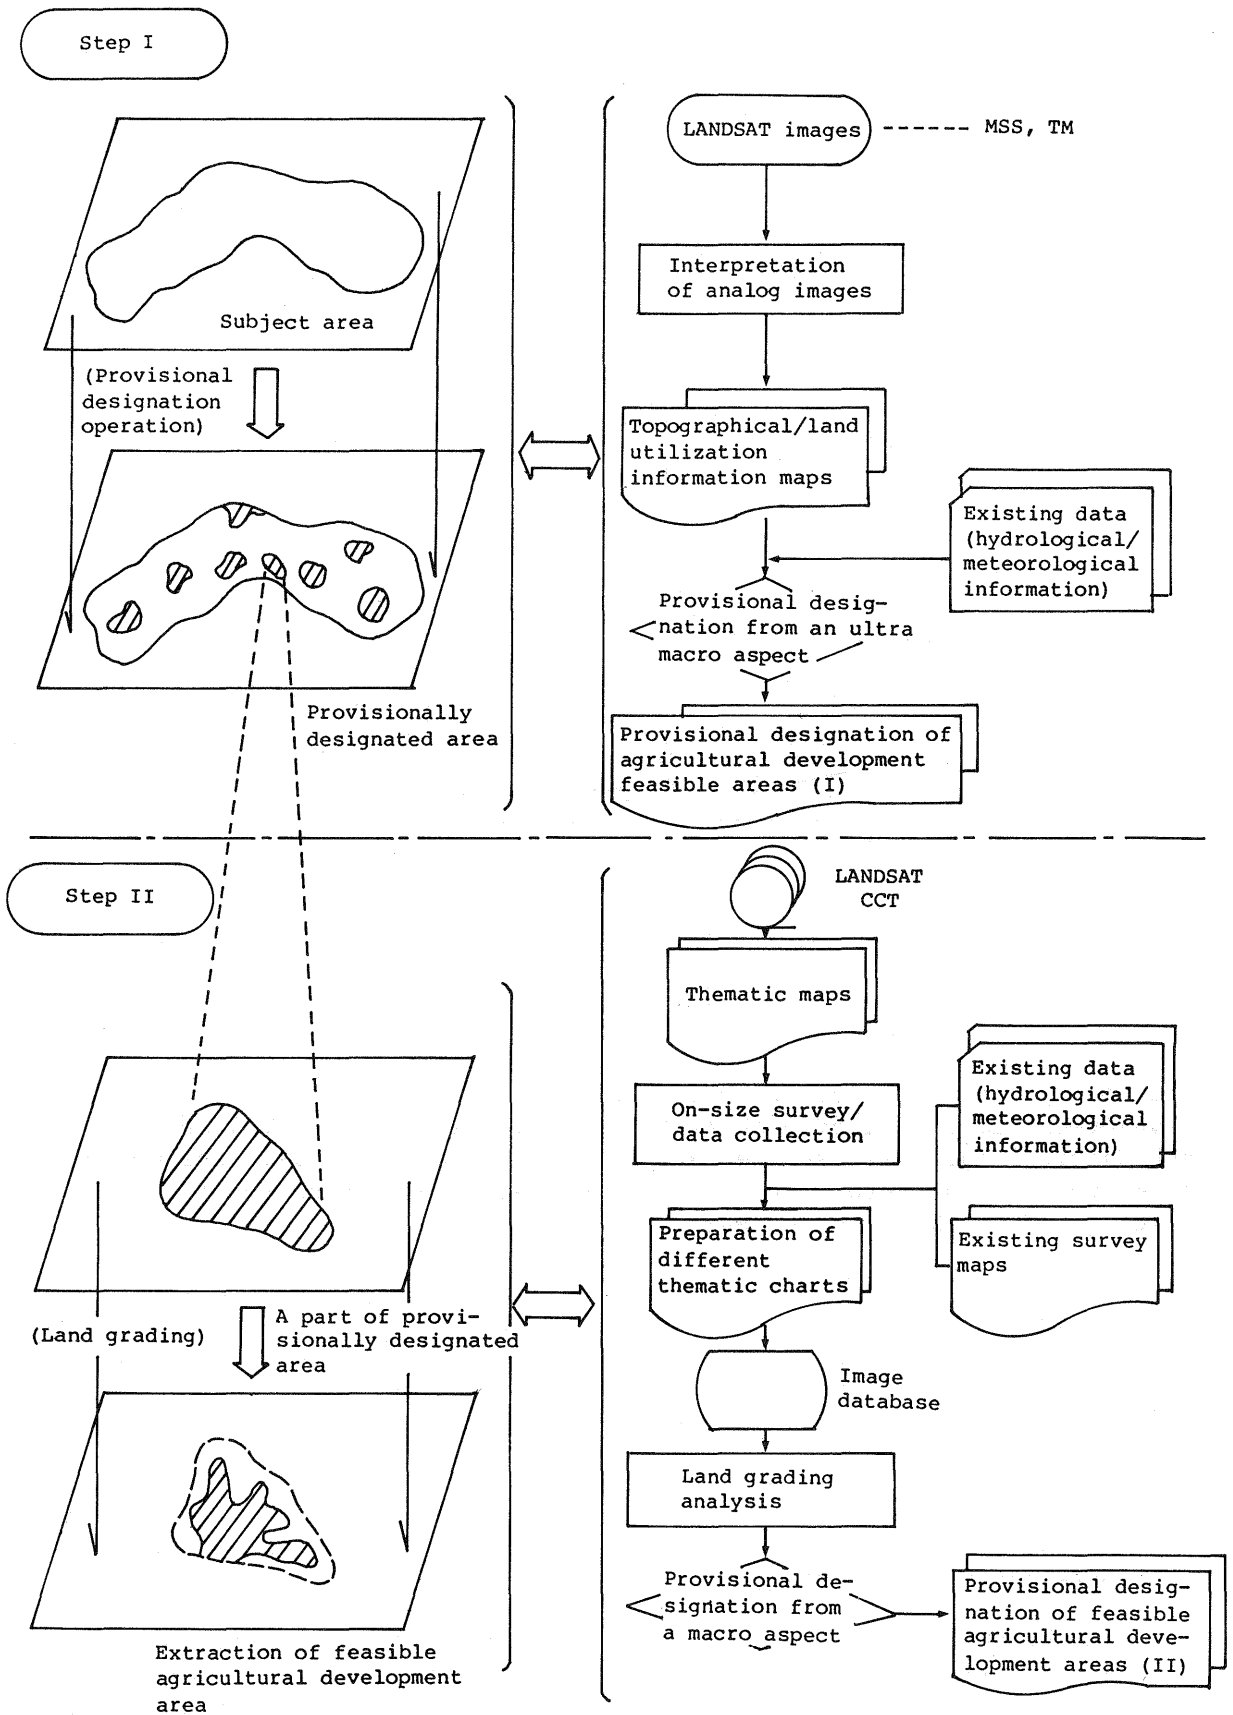 Step I
LANDSAT images
MSS, TM
Interpretation
of analog images
Subject area
(Provisional
designation
operation)
Topographical/land
utilization
information maps
Existing data
(hydrological/
meteorological
information)
Provisional desig-
nation from an ultra
macro aspect
Provisionally
designated area
Provisional designation of
agricultural development
feasible areas (I)
Step II
LANDSAT
CCT
Thematic maps
Existing data
(hydrological/
meteorological
information)
On-size survey/
data collection
Preparation of
different
thematic charts
Existing survey
maps
(Land grading)
A part of provi-
sionally designated
area
Image
database
Land grading
analysis
Provisional de-
signation from
a macro aspect
Provisional desig-
nation of feasible
agricultural deve-
lopment areas (II)
Extraction of feasible
agricultural development
area